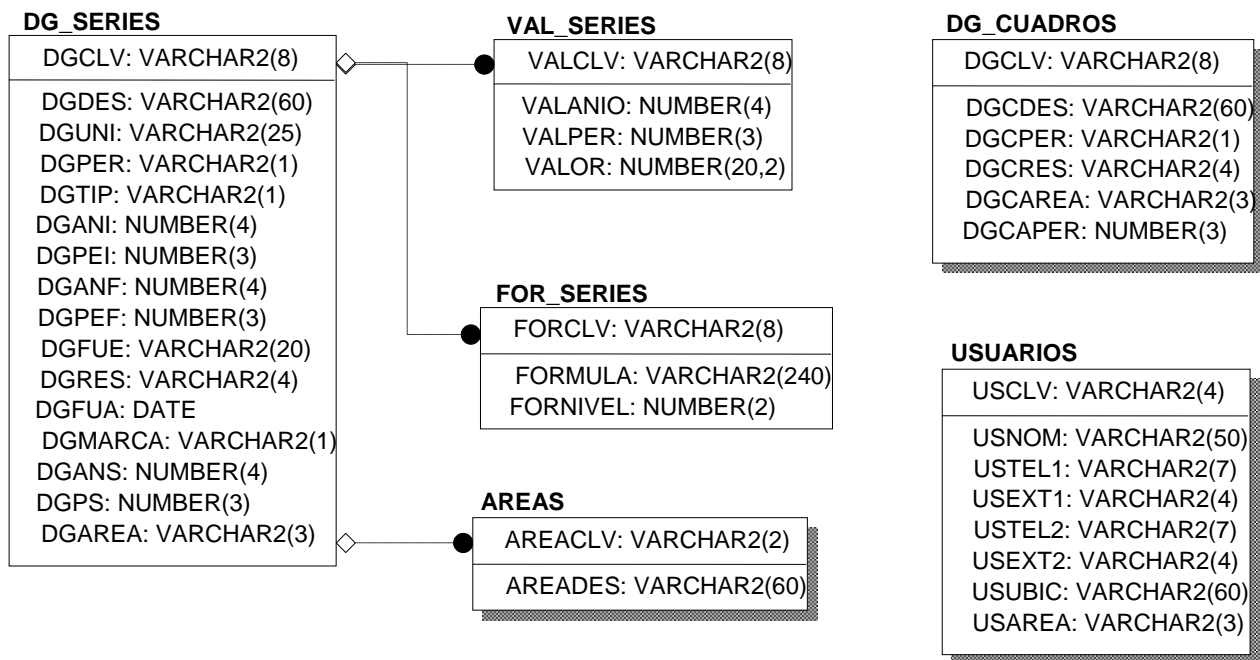 DG_SERIES
DGCLV: VARCHAR2(8)
DGDES: VARCHAR2(60)
DGUNI: VARCHAR2(25)
DGPER: VARCHAR2(1)
DGTIP: VARCHAR2(1)
DGANI: NUMBER(4)
DGPEI: NUMBER(3)
DGANF: NUMBER(4)
DGPEF: NUMBER(3)
DGFUE: VARCHAR2(20)
DGRES: VARCHAR2(4)
DGFUA: DATE
DGMARCA: VARCHAR2(1)
DGANS: NUMBER(4)
DGPS: NUMBER(3)
DGAREA: VARCHAR2(3)
VAL_SERIES
VALCLV: VARCHAR2(8)
VALANIO: NUMBER(4)
VALPER: NUMBER(3)
VALOR: NUMBER(20,2)
FOR_SERIES
FORCLV: VARCHAR2(8)
FORMULA: VARCHAR2(240)
FORNIVEL: NUMBER(2)
AREAS
AREACLV: VARCHAR2(2)
AREADES: VARCHAR2(60)
DG_CUADROS
DGCLV: VARCHAR2(8)
DGCDES: VARCHAR2(60)
DGCPER: VARCHAR2(1)
DGCRES: VARCHAR2(4)
DGCAREA: VARCHAR2(3)
DGCAPER: NUMBER(3)
USUARIOS
USCLV: VARCHAR2(4)
USNOM: VARCHAR2(50)
USTEL1: VARCHAR2(7)
USEXT1: VARCHAR2(4)
USTEL2: VARCHAR2(7)
USEXT2: VARCHAR2(4)
USUBIC: VARCHAR2(60)
USAREA: VARCHAR2(3)